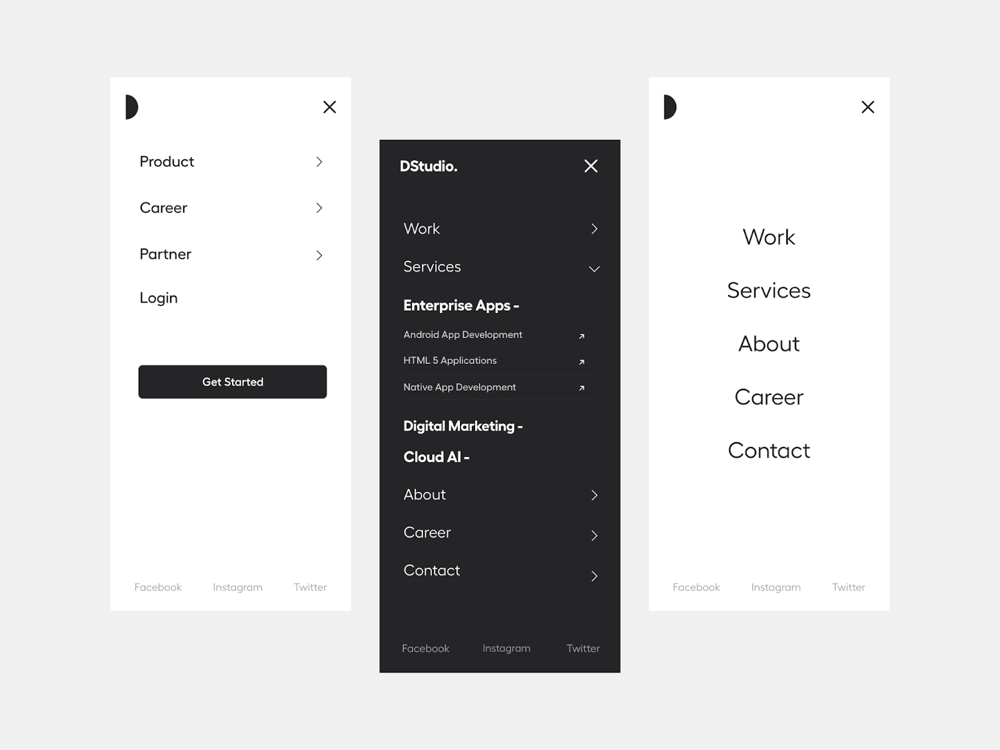 Product
Career
Partner
Login
Get Started
Facebook Instagram Twitter
DStudio.
Work
Services
Enterprise Apps -
Android App Development
HTML 5 Applications
Native App Development
Digital Marketing -
Cloud AI -
About
Career
Contact
Facebook Instagram Twitter
Work
Services
About
Career
Contact
Facebook Instagram Twitter